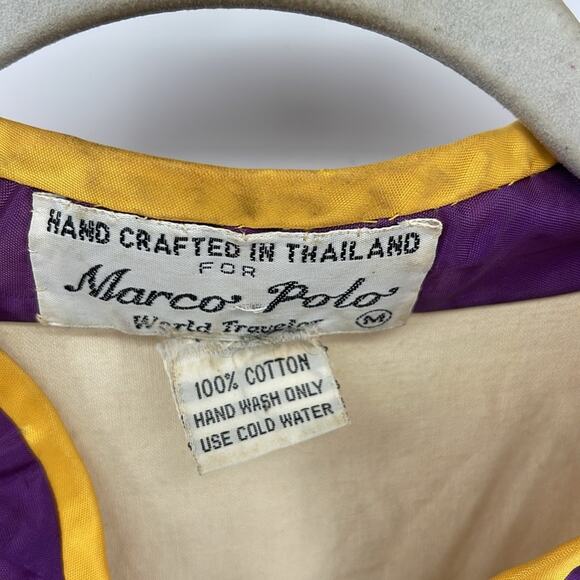 HAND CRAFTED IN THAILAND
FOR
Marco Polo
World Traveler
M
100% COTTON
HAND WASH ONLY
USE COLD WATER